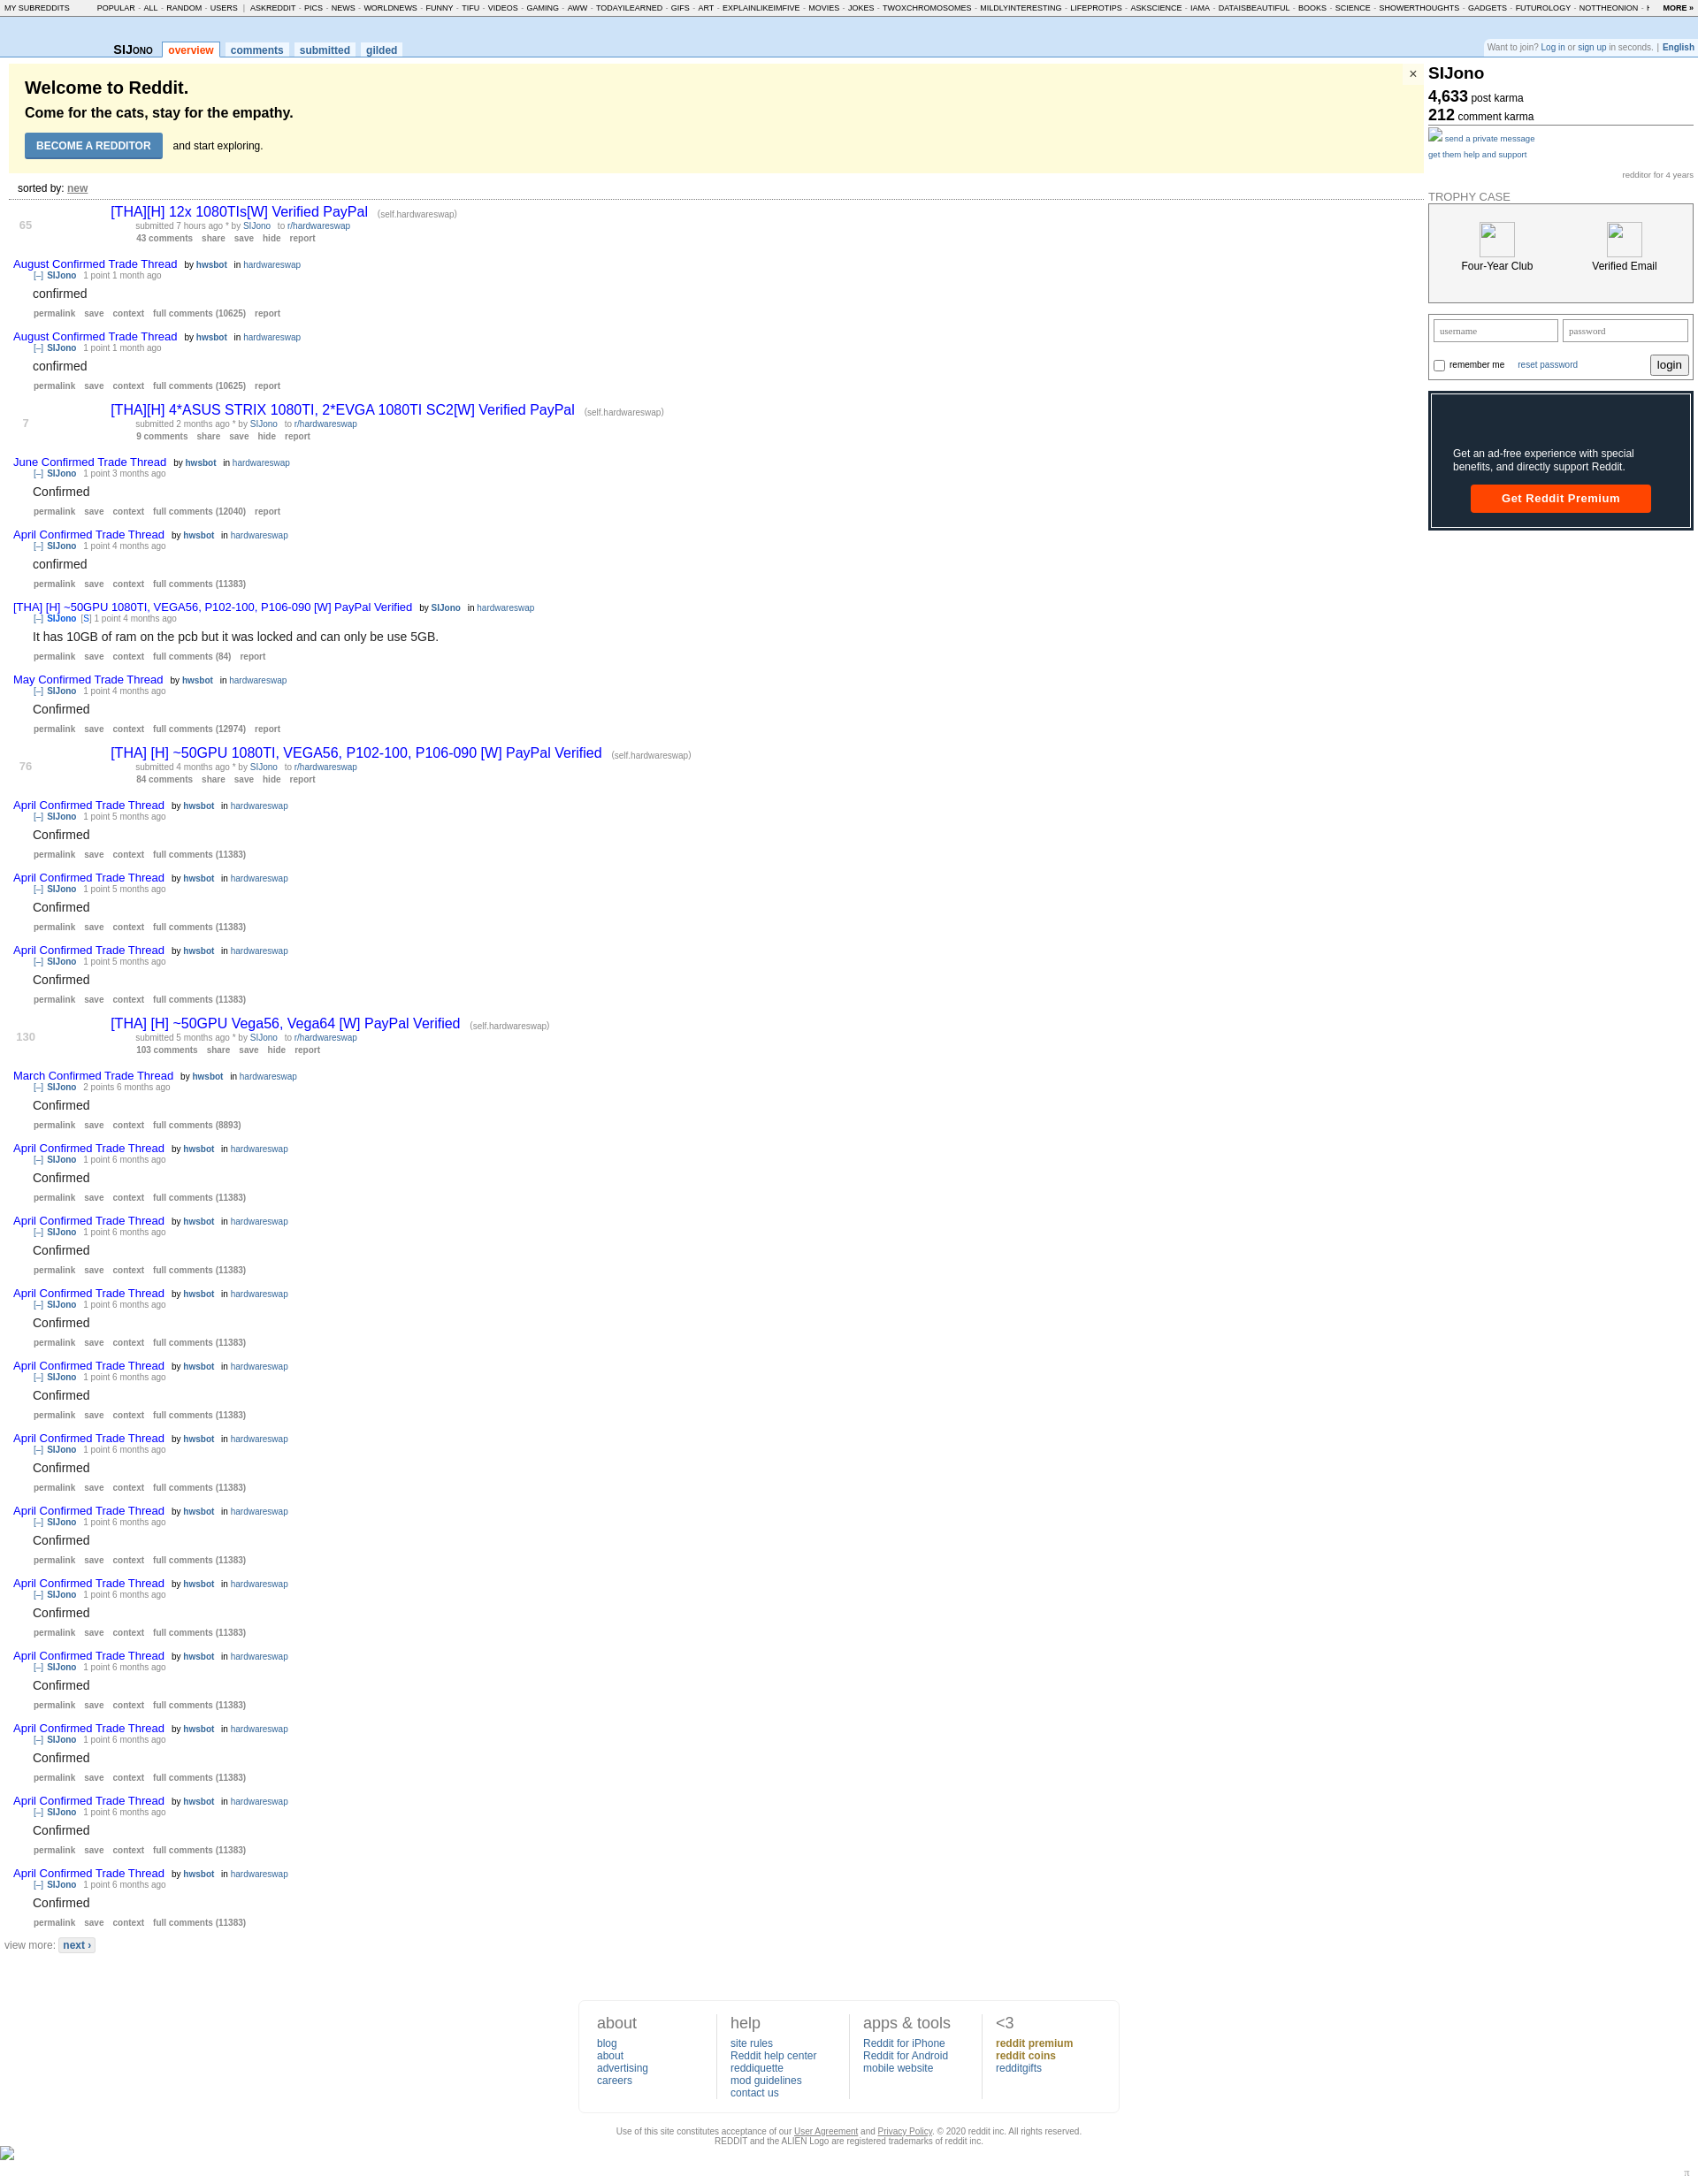 MY SUBREDDITS POPULAR - ALL - RANDOM - USERS | ASKREDDIT - PICS - NEWS - WORLDNEWS - FUNNY - TIFU - VIDEOS - GAMING - AWW - TODAYILEARNED - GIFS - ART - EXPLAINLIKEIMFIVE - MOVIES - JOKES - TWOXCHROMOSOMES - MILDLYINTERESTING - LIFEPROTIPS - ASKSCIENCE - IAMA - DATAISBEAUTIFUL - BOOKS - SCIENCE - SHOWERTHOUGHTS - GADGETS - FUTUROLOGY - NOTTHEONION - MORE »
SIJONO overview comments submitted gilded
Want to join? Log in or sign up in seconds. | English
×
Welcome to Reddit.
Come for the cats, stay for the empathy.
BECOME A REDDITOR and start exploring.
sorted by: new
65
[THA][H] 12x 1080TIs[W] Verified PayPal (self.hardwareswap)
submitted 7 hours ago * by SIJono to r/hardwareswap
43 comments share save hide report
August Confirmed Trade Thread by hwsbot in hardwareswap
[–] SIJono 1 point 1 month ago
confirmed
permalink save context full comments (10625) report
August Confirmed Trade Thread by hwsbot in hardwareswap
[–] SIJono 1 point 1 month ago
confirmed
permalink save context full comments (10625) report
7
[THA][H] 4*ASUS STRIX 1080TI, 2*EVGA 1080TI SC2[W] Verified PayPal (self.hardwareswap)
submitted 2 months ago * by SIJono to r/hardwareswap
9 comments share save hide report
June Confirmed Trade Thread by hwsbot in hardwareswap
[–] SIJono 1 point 3 months ago
Confirmed
permalink save context full comments (12040) report
April Confirmed Trade Thread by hwsbot in hardwareswap
[–] SIJono 1 point 4 months ago
confirmed
permalink save context full comments (11383)
[THA] [H] ~50GPU 1080TI, VEGA56, P102-100, P106-090 [W] PayPal Verified by SIJono in hardwareswap
[–] SIJono [S] 1 point 4 months ago
It has 10GB of ram on the pcb but it was locked and can only be use 5GB.
permalink save context full comments (84) report
May Confirmed Trade Thread by hwsbot in hardwareswap
[–] SIJono 1 point 4 months ago
Confirmed
permalink save context full comments (12974) report
76
[THA] [H] ~50GPU 1080TI, VEGA56, P102-100, P106-090 [W] PayPal Verified (self.hardwareswap)
submitted 4 months ago * by SIJono to r/hardwareswap
84 comments share save hide report
April Confirmed Trade Thread by hwsbot in hardwareswap
[–] SIJono 1 point 5 months ago
Confirmed
permalink save context full comments (11383)
April Confirmed Trade Thread by hwsbot in hardwareswap
[–] SIJono 1 point 5 months ago
Confirmed
permalink save context full comments (11383)
April Confirmed Trade Thread by hwsbot in hardwareswap
[–] SIJono 1 point 5 months ago
Confirmed
permalink save context full comments (11383)
130
[THA] [H] ~50GPU Vega56, Vega64 [W] PayPal Verified (self.hardwareswap)
submitted 5 months ago * by SIJono to r/hardwareswap
103 comments share save hide report
March Confirmed Trade Thread by hwsbot in hardwareswap
[–] SIJono 2 points 6 months ago
Confirmed
permalink save context full comments (8893)
April Confirmed Trade Thread by hwsbot in hardwareswap
[–] SIJono 1 point 6 months ago
Confirmed
permalink save context full comments (11383)
April Confirmed Trade Thread by hwsbot in hardwareswap
[–] SIJono 1 point 6 months ago
Confirmed
permalink save context full comments (11383)
April Confirmed Trade Thread by hwsbot in hardwareswap
[–] SIJono 1 point 6 months ago
Confirmed
permalink save context full comments (11383)
April Confirmed Trade Thread by hwsbot in hardwareswap
[–] SIJono 1 point 6 months ago
Confirmed
permalink save context full comments (11383)
April Confirmed Trade Thread by hwsbot in hardwareswap
[–] SIJono 1 point 6 months ago
Confirmed
permalink save context full comments (11383)
April Confirmed Trade Thread by hwsbot in hardwareswap
[–] SIJono 1 point 6 months ago
Confirmed
permalink save context full comments (11383)
April Confirmed Trade Thread by hwsbot in hardwareswap
[–] SIJono 1 point 6 months ago
Confirmed
permalink save context full comments (11383)
April Confirmed Trade Thread by hwsbot in hardwareswap
[–] SIJono 1 point 6 months ago
Confirmed
permalink save context full comments (11383)
April Confirmed Trade Thread by hwsbot in hardwareswap
[–] SIJono 1 point 6 months ago
Confirmed
permalink save context full comments (11383)
April Confirmed Trade Thread by hwsbot in hardwareswap
[–] SIJono 1 point 6 months ago
Confirmed
permalink save context full comments (11383)
April Confirmed Trade Thread by hwsbot in hardwareswap
[–] SIJono 1 point 6 months ago
Confirmed
permalink save context full comments (11383)
view more: next ›
SIJono
4,633 post karma
212 comment karma
send a private message
get them help and support
redditor for 4 years
TROPHY CASE
Four-Year Club Verified Email
username password
remember me reset password login
Get an ad-free experience with special
benefits, and directly support Reddit.
Get Reddit Premium
about
blog
about
advertising
careers
help
site rules
Reddit help center
reddiquette
mod guidelines
contact us
apps & tools
Reddit for iPhone
Reddit for Android
mobile website
<3
reddit premium
reddit coins
redditgifts
Use of this site constitutes acceptance of our User Agreement and Privacy Policy. © 2020 reddit inc. All rights reserved.
REDDIT and the ALIEN Logo are registered trademarks of reddit inc.